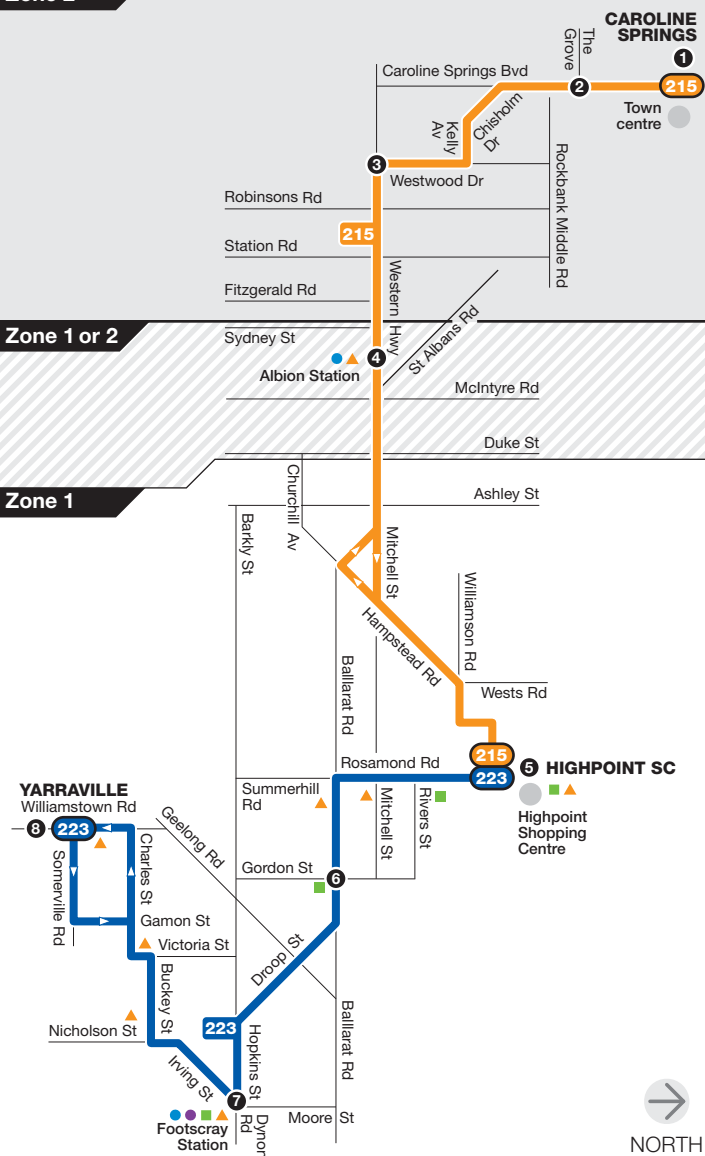 CAROLINE
SPRINGS
1
The
Grove
Caroline Springs Bvd
2
215
Town
centre
Chisholm
Dr
Kelly
Av
3
Westwood Dr
Rockbank Middle Rd
Robinsons Rd
215
Station Rd
Western Hwy
Fitzgerald Rd
Zone 1 or 2
Sydney St
St Albans Rd
4
Albion Station
McIntyre Rd
Duke St
Zone 1
Churchill Av
Ashley St
Barkly St
Mitchell St
Williamson Rd
Hampstead Rd
Ballarat Rd
Wests Rd
215
Rosamond Rd
223
5 HIGHPOINT SC
Highpoint
Shopping
Centre
Summerhill
Rd
Mitchell St
Rivers St
YARRAVILLE
Williamstown Rd
8
223
Geelong Rd
Charles St
Somerville Rd
Gordon St
6
Gamon St
Victoria St
Droop St
Buckey St
Ballarat Rd
223
Nicholson St
Hopkins St
Irving St
7
Moore St
Footscray
Station
Dynon
Rd
NORTH